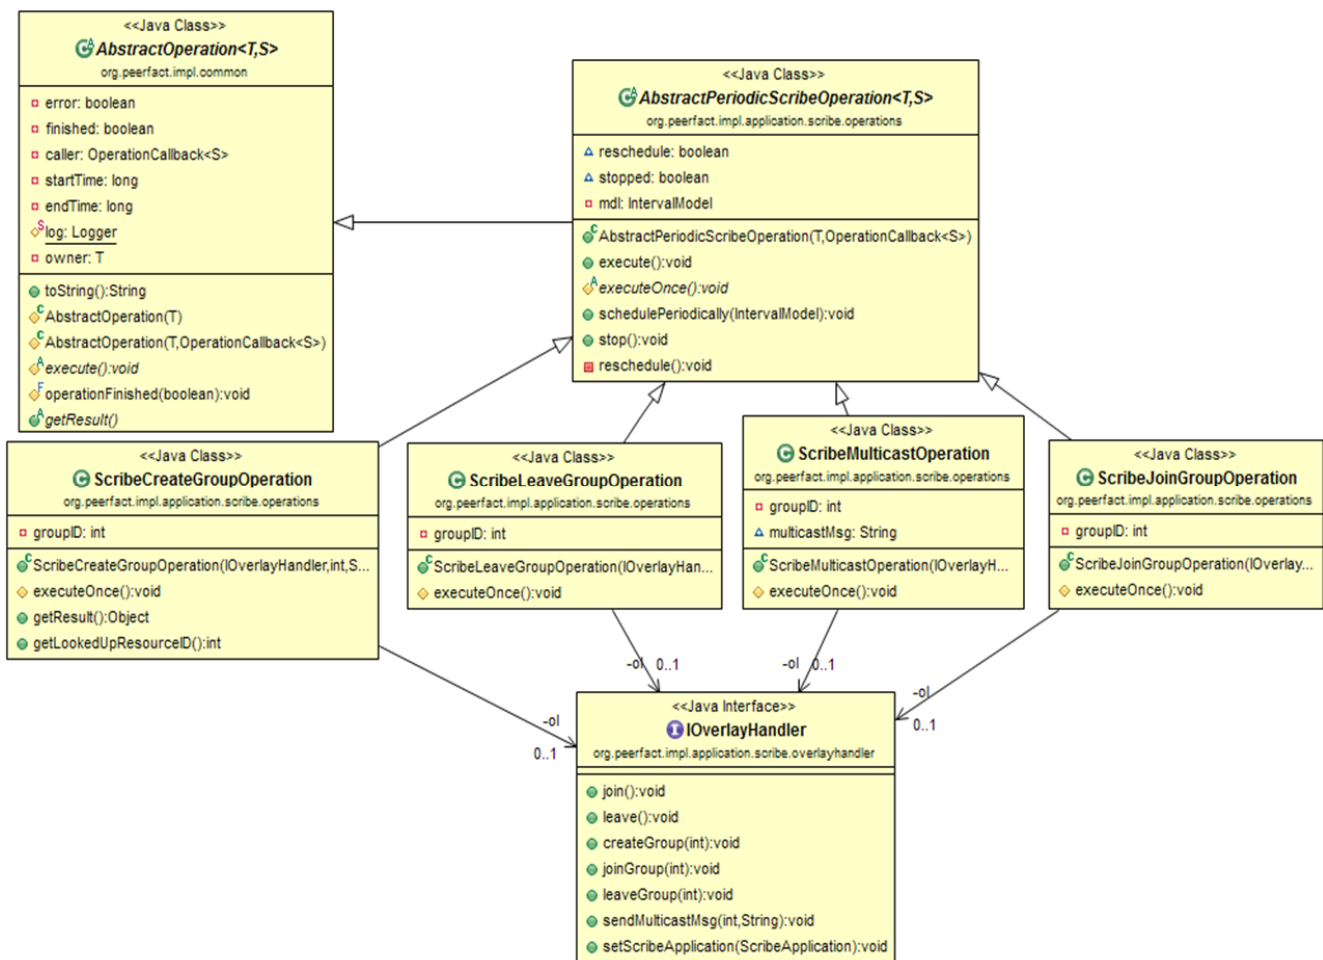 <<Java Class>>
AbstractOperation<T,S>
org.peerfact.impl.common
error: boolean
finished: boolean
caller: OperationCallback<S>
startTime: long
endTime: long
S log: Logger
owner: T
toString():String
C AbstractOperation(T)
C AbstractOperation(T,OperationCallback<S>)
A execute():void
F operationFinished(boolean):void
A getResult()
<<Java Class>>
AbstractPeriodicScribeOperation<T,S>
org.peerfact.impl.application.scribe.operations
reschedule: boolean
stopped: boolean
mdl: IntervalModel
C AbstractPeriodicScribeOperation(T,OperationCallback<S>)
execute():void
A executeOnce():void
schedulePeriodically(IntervalModel):void
stop():void
reschedule():void
<<Java Class>>
ScribeCreateGroupOperation
org.peerfact.impl.application.scribe.operations
groupID: int
C ScribeCreateGroupOperation(IOverlayHandler,int,S...
executeOnce():void
getResult():Object
getLookedUpResourceID():int
<<Java Class>>
ScribeLeaveGroupOperation
org.peerfact.impl.application.scribe.operations
groupID: int
C ScribeLeaveGroupOperation(IOverlayHan...
executeOnce():void
<<Java Class>>
ScribeMulticastOperation
org.peerfact.impl.application.scribe.operations
groupID: int
multicastMsg: String
C ScribeMulticastOperation(IOverlayH...
executeOnce():void
<<Java Class>>
ScribeJoinGroupOperation
org.peerfact.impl.application.scribe.operations
groupID: int
C ScribeJoinGroupOperation(IOverlay...
executeOnce():void
-ol
0..1
-ol 0..1
-ol 0..1
-ol
0..1
<<Java Interface>>
IOverlayHandler
org.peerfact.impl.application.scribe.overlayhandler
join():void
leave():void
createGroup(int):void
joinGroup(int):void
leaveGroup(int):void
sendMulticastMsg(int,String):void
setScribeApplication(ScribeApplication):void